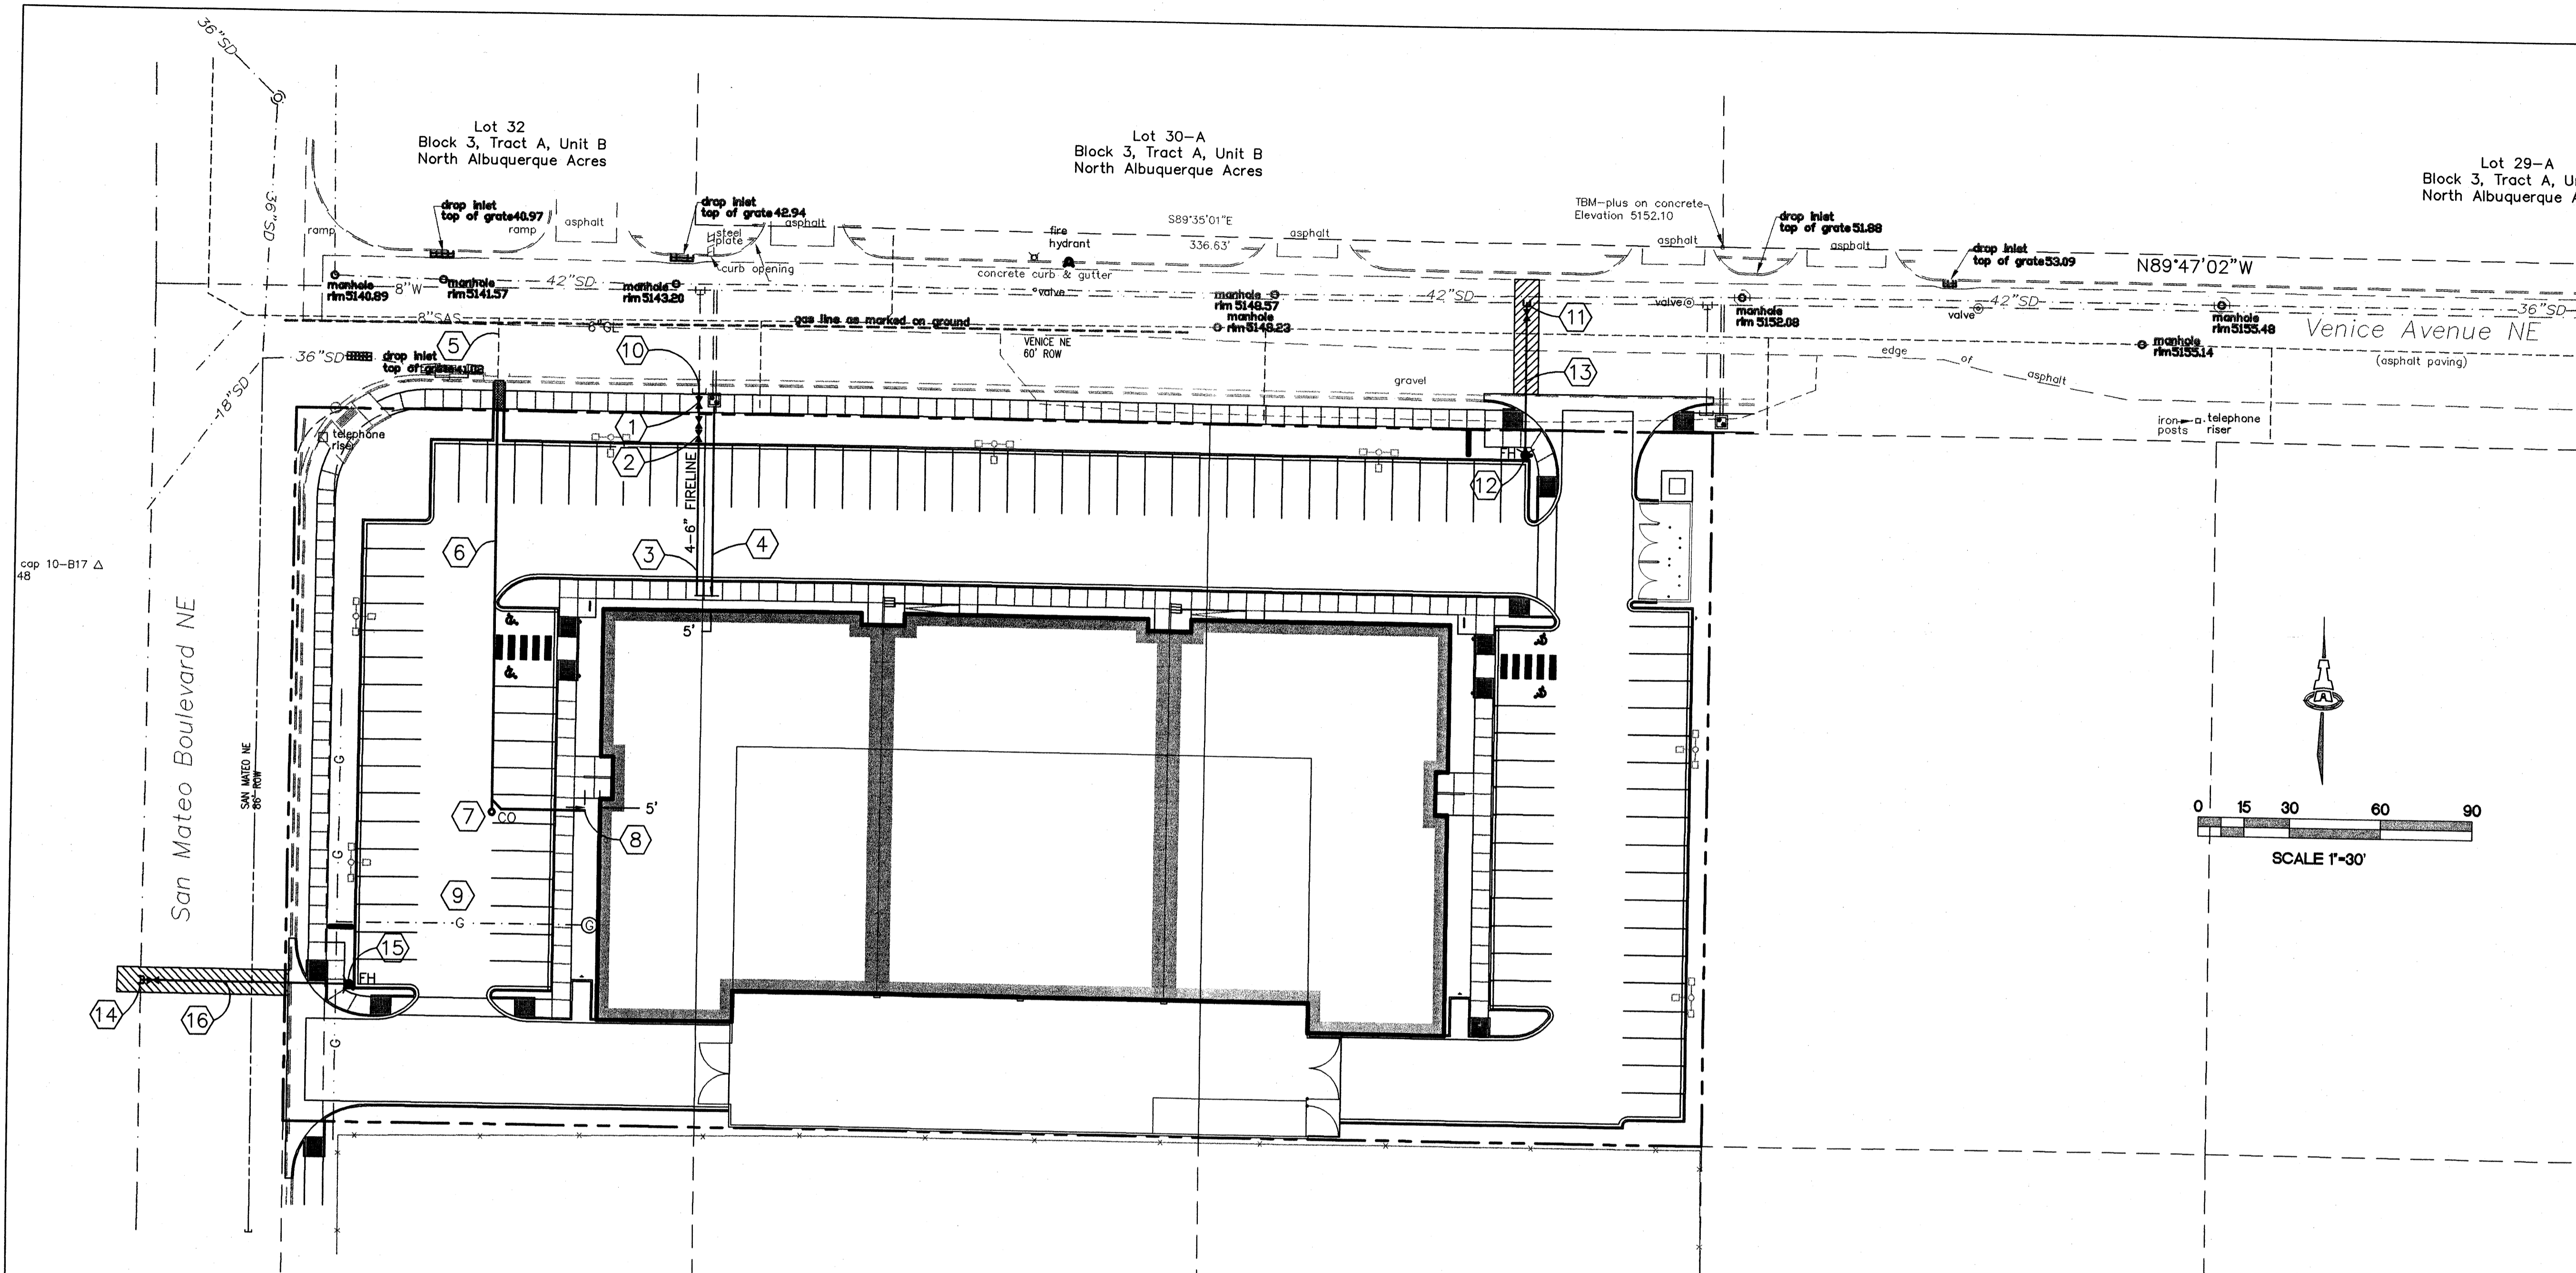 36"SD
Lot 32
Block 3, Tract A, Unit B
North Albuquerque Acres
Lot 30-A
Block 3, Tract A, Unit B
North Albuquerque Acres
Lot 29-A
Block 3, Tract A, U
North Albuquerque A
36"SD
drop inlet
top of grate40.97
ramp
ramp
asphalt
drop inlet
top of grate42.94
steel
plate
asphalt
curb opening
S89°35'01"E
336.63'
fire
hydrant
concrete curb & gutter
valve
asphalt
TBM-plus on concrete
Elevation 5152.10
asphalt
drop inlet
top of grate51.88
asphalt
drop inlet
top of grate53.09
N89°47'02"W
manhole
rim5140.89
8"W
manhole
rim5141.57
42"SD
manhole
rim5143.20
manhole
rim 5148.57
manhole
rim5148.23
42"SD
11
valve
manhole
rim 5152.08
valve
42"SD
manhole
rim5155.48
36"SD
8"SAS
6"GL
gas line as marked on ground
VENICE NE
60' ROW
Venice Avenue NE
(asphalt paving)
manhole
rim5155.14
edge of asphalt
5
10
36"SD
drop inlet
18"SD
13
gravel
1
2
telephone
riser
FH
12
iron
posts
telephone
riser
4-6" FIRELINE
3
4
6
cap 10-B17
48
5'
San Mateo Boulevard NE
SAN MATEO NE
86' ROW
G
G
7
CO
5'
8
9
G
G
15
FH
14
16
G
0 15 30 60 90
SCALE 1"=30'